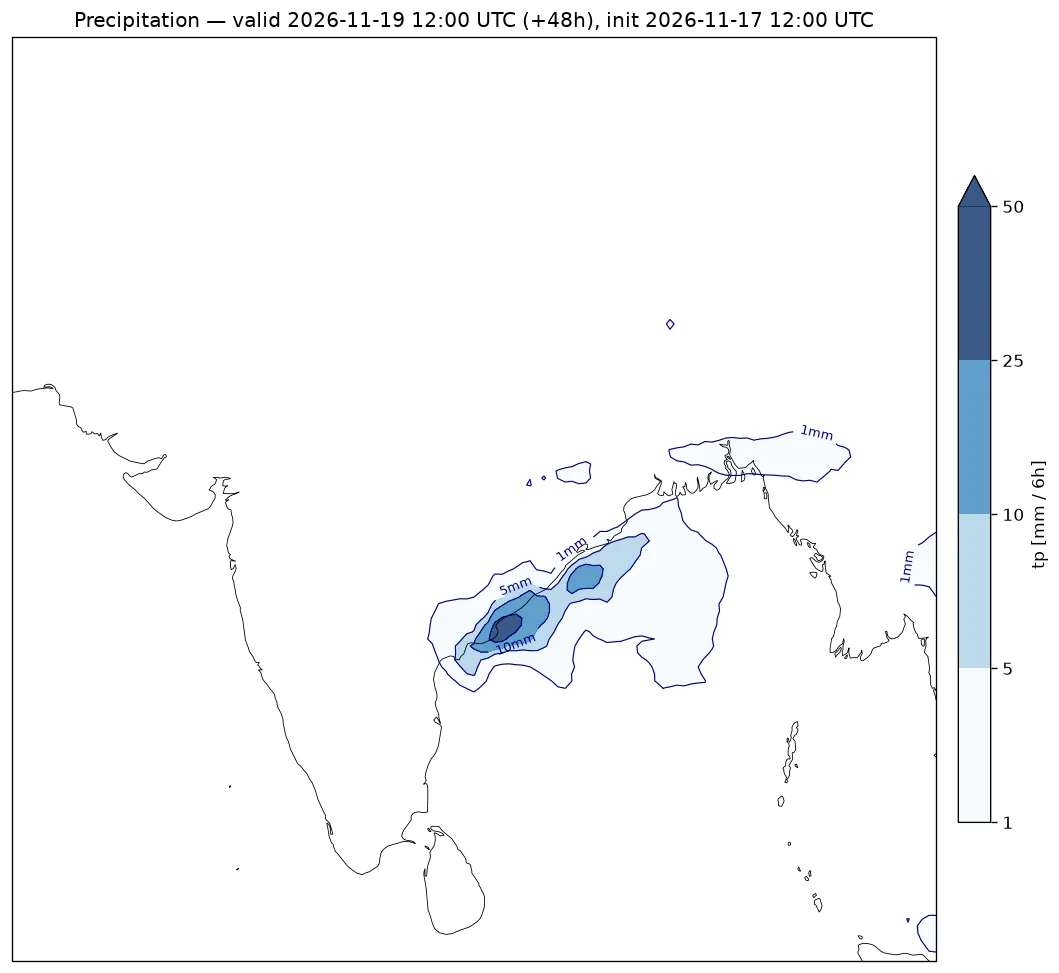 Precipitation — valid 2026-11-19 12:00 UTC (+48h), init 2026-11-17 12:00 UTC
50
25
10
5
1
tp [mm / 6h]
1mm
1mm
1mm
5mm
10mm